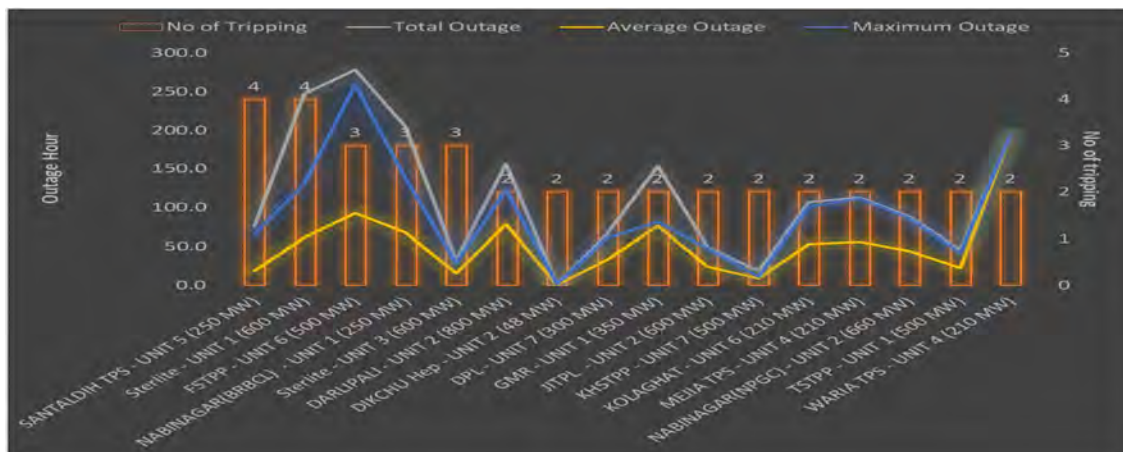 No of Tripping Total Outage Average Outage Maximum Outage
300.0
250.0
200.0
150.0
100.0
50.0
0.0
Outage Hour
4 4 3 3 3 2 2 2 2 2 2 2 2 2 2 2
5
4
3
2
1
0
No of tripping
SANTALDIH TPS - UNIT 5 (250 MW)
Sterlite - UNIT 1 (600 MW)
FSTPP - UNIT 6 (500 MW)
NABINAGAR(BRBCL) - UNIT 1 (250 MW)
Sterlite - UNIT 3 (600 MW)
DARLIPALI - UNIT 2 (800 MW)
DIKCHU Hep - UNIT 2 (48 MW)
DPL - UNIT 7 (300 MW)
GMR - UNIT 1 (350 MW)
JITPL - UNIT 2 (600 MW)
KHSTPP - UNIT 7 (500 MW)
KOLAGHAT - UNIT 6 (210 MW)
MEJIA TPS - UNIT 4 (210 MW)
NABINAGAR(NPGC) - UNIT 2 (660 MW)
TSTPP - UNIT 1 (500 MW)
WARIA TPS - UNIT 4 (210 MW)